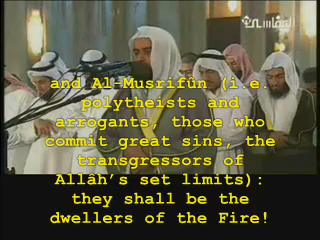 and Al-Musrifûn (i.e.
polytheists and
arrogants, those who
commit great sins, the
transgressors of
Allâh's set limits):
they shall be the
dwellers of the Fire!